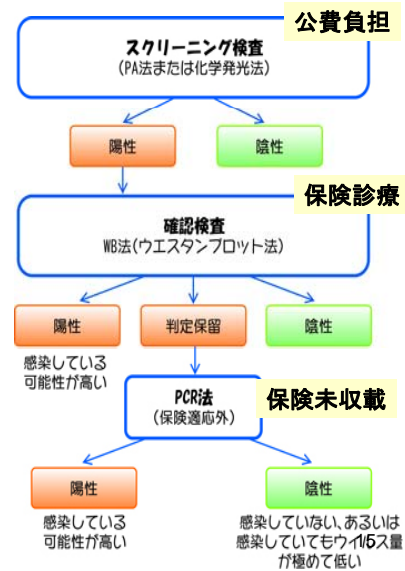 公費負担
スクリーニング検査
(PA法または化学発光法)
陽性
陰性
保険診療
確認検査
WB法(ウエスタンブロット法)
陽性
判定保留
陰性
感染している
可能性が高い
PCR法
(保険適応外)
保険未収載
陽性
陰性
感染している
可能性が高い
感染していない、あるいは
感染していてもウイルス量
が極めて低い